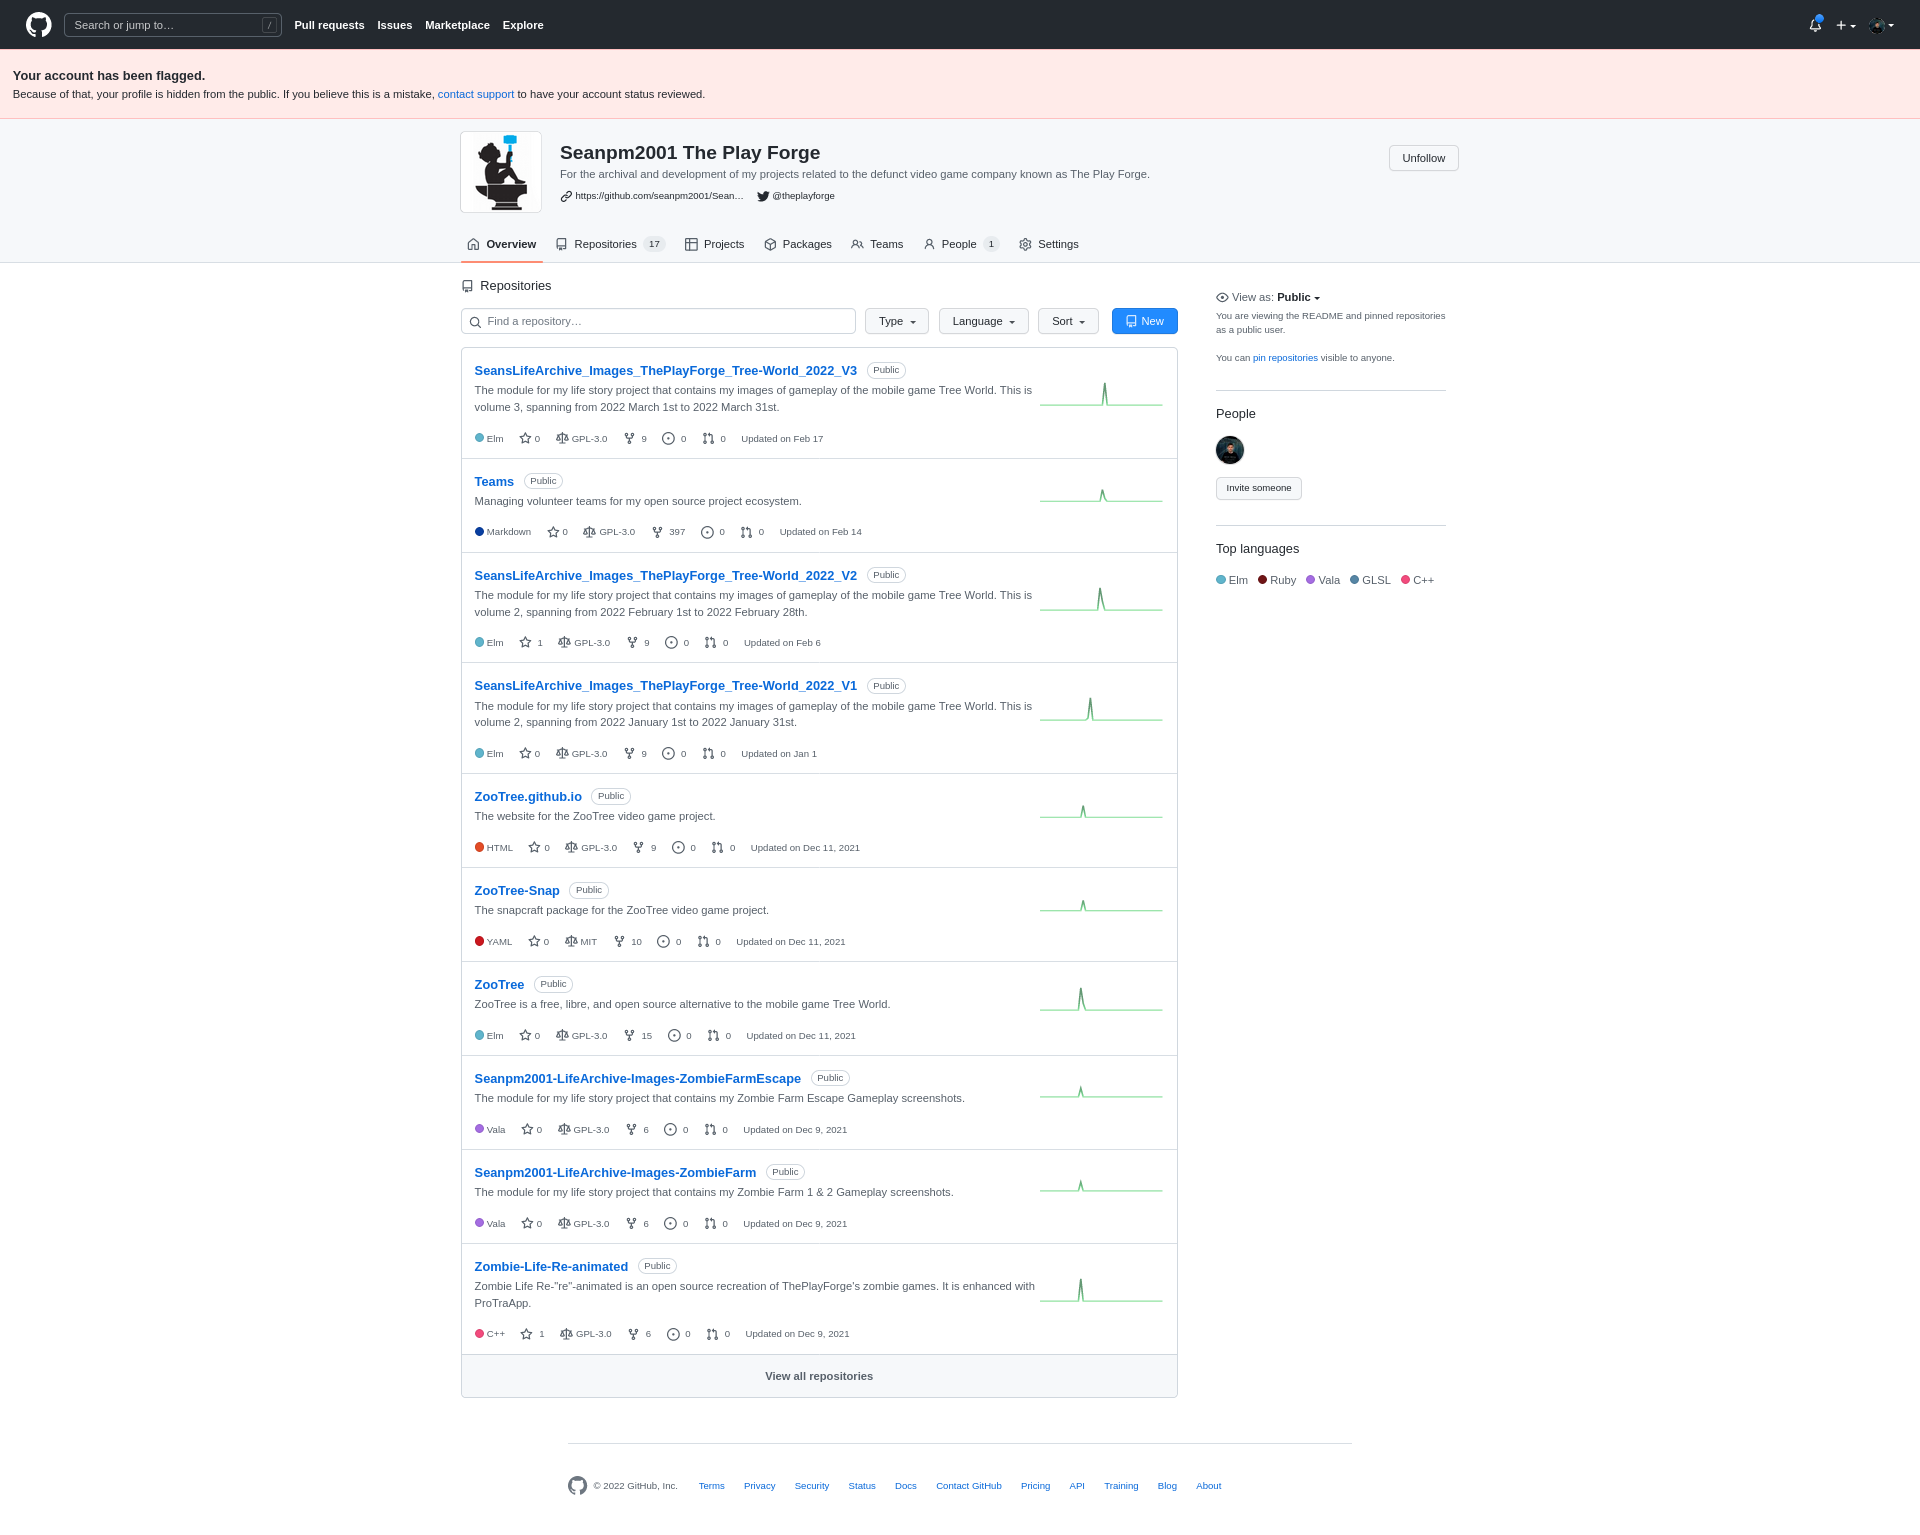 Search or jump to… /
Pull requests Issues Marketplace Explore
Your account has been flagged.
Because of that, your profile is hidden from the public. If you believe this is a mistake, contact support to have your account status reviewed.
Seanpm2001 The Play Forge
For the archival and development of my projects related to the defunct video game company known as The Play Forge.
https://github.com/seanpm2001/Sean… @theplayforge
Unfollow
Overview Repositories 17 Projects Packages Teams People 1 Settings
Repositories
Find a repository… Type Language Sort New
SeansLifeArchive_Images_ThePlayForge_Tree-World_2022_V3 Public
The module for my life story project that contains my images of gameplay of the mobile game Tree World. This is
volume 3, spanning from 2022 March 1st to 2022 March 31st.
Elm 0 GPL-3.0 9 0 0 Updated on Feb 17
Teams Public
Managing volunteer teams for my open source project ecosystem.
Markdown 0 GPL-3.0 397 0 0 Updated on Feb 14
SeansLifeArchive_Images_ThePlayForge_Tree-World_2022_V2 Public
The module for my life story project that contains my images of gameplay of the mobile game Tree World. This is
volume 2, spanning from 2022 February 1st to 2022 February 28th.
Elm 1 GPL-3.0 9 0 0 Updated on Feb 6
SeansLifeArchive_Images_ThePlayForge_Tree-World_2022_V1 Public
The module for my life story project that contains my images of gameplay of the mobile game Tree World. This is
volume 2, spanning from 2022 January 1st to 2022 January 31st.
Elm 0 GPL-3.0 9 0 0 Updated on Jan 1
ZooTree.github.io Public
The website for the ZooTree video game project.
HTML 0 GPL-3.0 9 0 0 Updated on Dec 11, 2021
ZooTree-Snap Public
The snapcraft package for the ZooTree video game project.
YAML 0 MIT 10 0 0 Updated on Dec 11, 2021
ZooTree Public
ZooTree is a free, libre, and open source alternative to the mobile game Tree World.
Elm 0 GPL-3.0 15 0 0 Updated on Dec 11, 2021
Seanpm2001-LifeArchive-Images-ZombieFarmEscape Public
The module for my life story project that contains my Zombie Farm Escape Gameplay screenshots.
Vala 0 GPL-3.0 6 0 0 Updated on Dec 9, 2021
Seanpm2001-LifeArchive-Images-ZombieFarm Public
The module for my life story project that contains my Zombie Farm 1 & 2 Gameplay screenshots.
Vala 0 GPL-3.0 6 0 0 Updated on Dec 9, 2021
Zombie-Life-Re-animated Public
Zombie Life Re-"re"-animated is an open source recreation of ThePlayForge's zombie games. It is enhanced with
ProTraApp.
C++ 1 GPL-3.0 6 0 0 Updated on Dec 9, 2021
View all repositories
View as: Public
You are viewing the README and pinned repositories
as a public user.
You can pin repositories visible to anyone.
People
Invite someone
Top languages
Elm Ruby Vala GLSL C++
© 2022 GitHub, Inc. Terms Privacy Security Status Docs Contact GitHub Pricing API Training Blog About